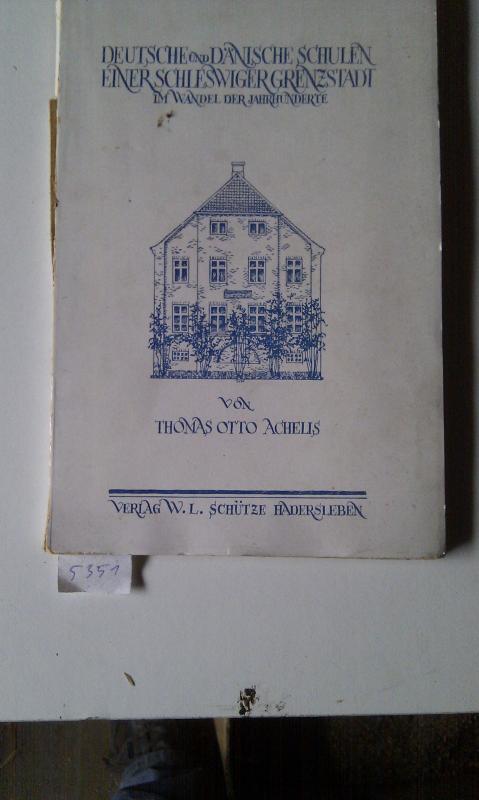 DEUTSCHE UND DÄNISCHE SCHULEN
EINER SCHLESWIGER GRENZSTADT
IM WANDEL DER JAHRHUNDERTE
VON
THOMAS OTTO ACHELIS
VERLAG W. L. SCHÜTZE HADERSLEBEN
5351